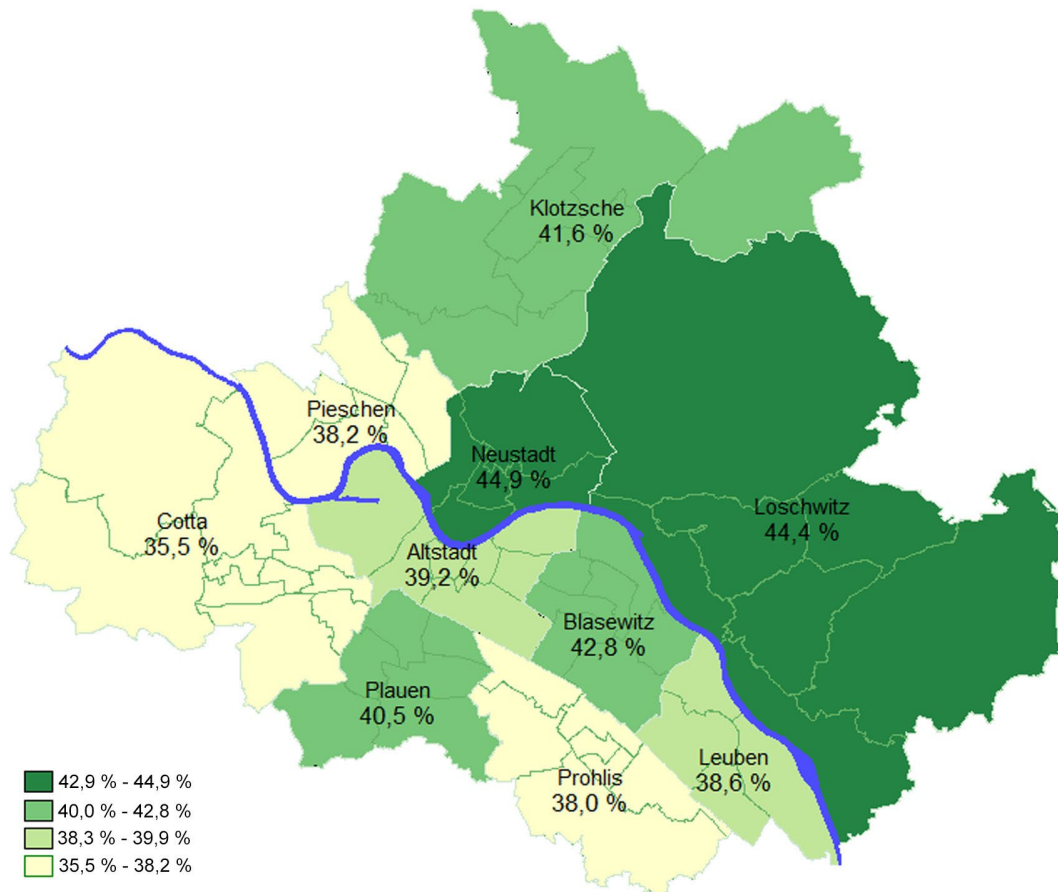 Klotzsche
41,6 %
Pieschen
38,2 %
Neustadt
44,9 %
Loschwitz
44,4 %
Cotta
35,5 %
Altstadt
39,2 %
Blasewitz
42,8 %
Plauen
40,5 %
Leuben
38,6 %
Prohlis
38,0 %
42,9 % - 44,9 %
40,0 % - 42,8 %
38,3 % - 39,9 %
35,5 % - 38,2 %